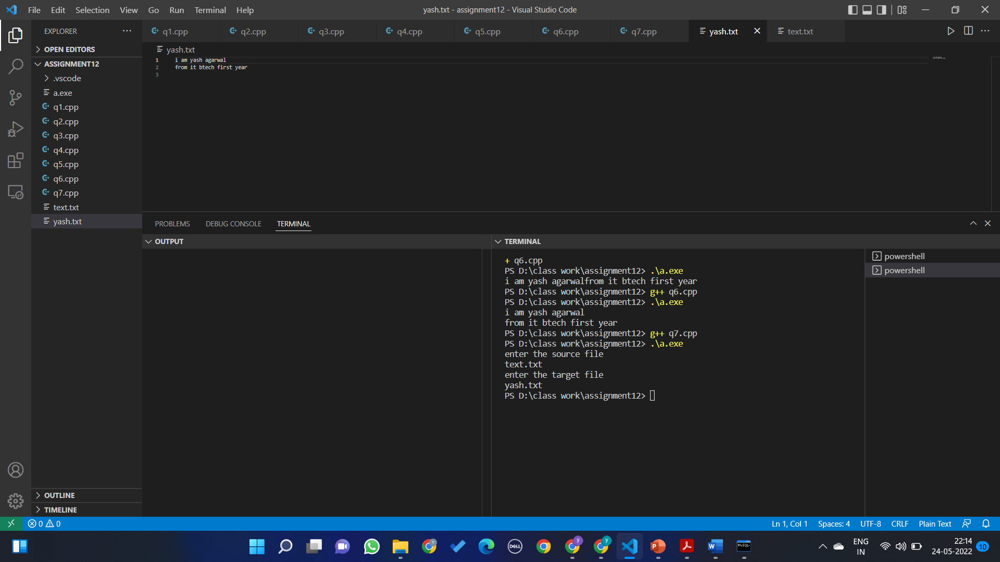 File Edit Selection View Go Run Terminal Help
yash.txt - assignment12 - Visual Studio Code
EXPLORER
OPEN EDITORS
ASSIGNMENT12
.vscode
a.exe
q1.cpp
q2.cpp
q3.cpp
q4.cpp
q5.cpp
q6.cpp
q7.cpp
text.txt
yash.txt
OUTLINE
TIMELINE
q1.cpp q2.cpp q3.cpp q4.cpp q5.cpp q6.cpp q7.cpp yash.txt text.txt
yash.txt
1 i am yash agarwal
2 from it btech first year
3
PROBLEMS DEBUG CONSOLE TERMINAL
OUTPUT
TERMINAL
+ q6.cpp
PS D:\class work\assignment12> .\a.exe
i am yash agarwalfrom it btech first year
PS D:\class work\assignment12> g++ q6.cpp
PS D:\class work\assignment12> .\a.exe
i am yash agarwal
from it btech first year
PS D:\class work\assignment12> g++ q7.cpp
PS D:\class work\assignment12> .\a.exe
enter the source file
text.txt
enter the target file
yash.txt
PS D:\class work\assignment12>
powershell
powershell
0 0
Ln 1, Col 1 Spaces: 4 UTF-8 CRLF Plain Text
DELL
MySQL
ENG
IN
22:14
24-05-2022
10